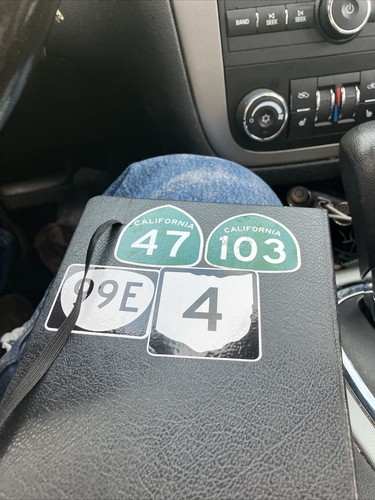 BAND SEEK SEEK
CALIFORNIA
47
CALIFORNIA
103
99E
4